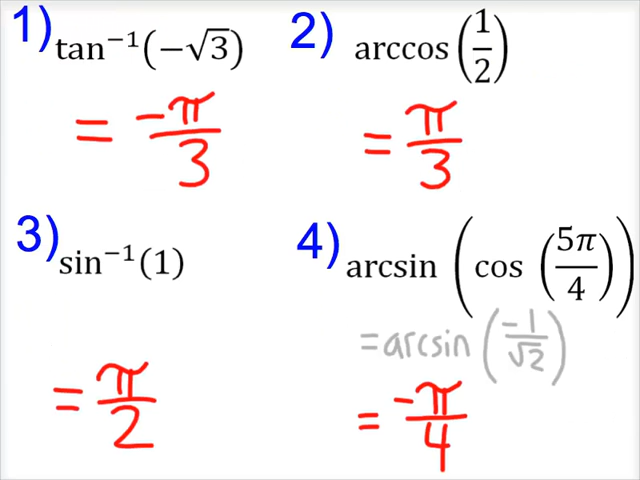 1) tan⁻¹(−√3)
= -π/3
2) arccos(1/2)
= π/3
3) sin⁻¹(1)
= π/2
4) arcsin(cos(5π/4))
= arcsin(-1/√2)
= -π/4